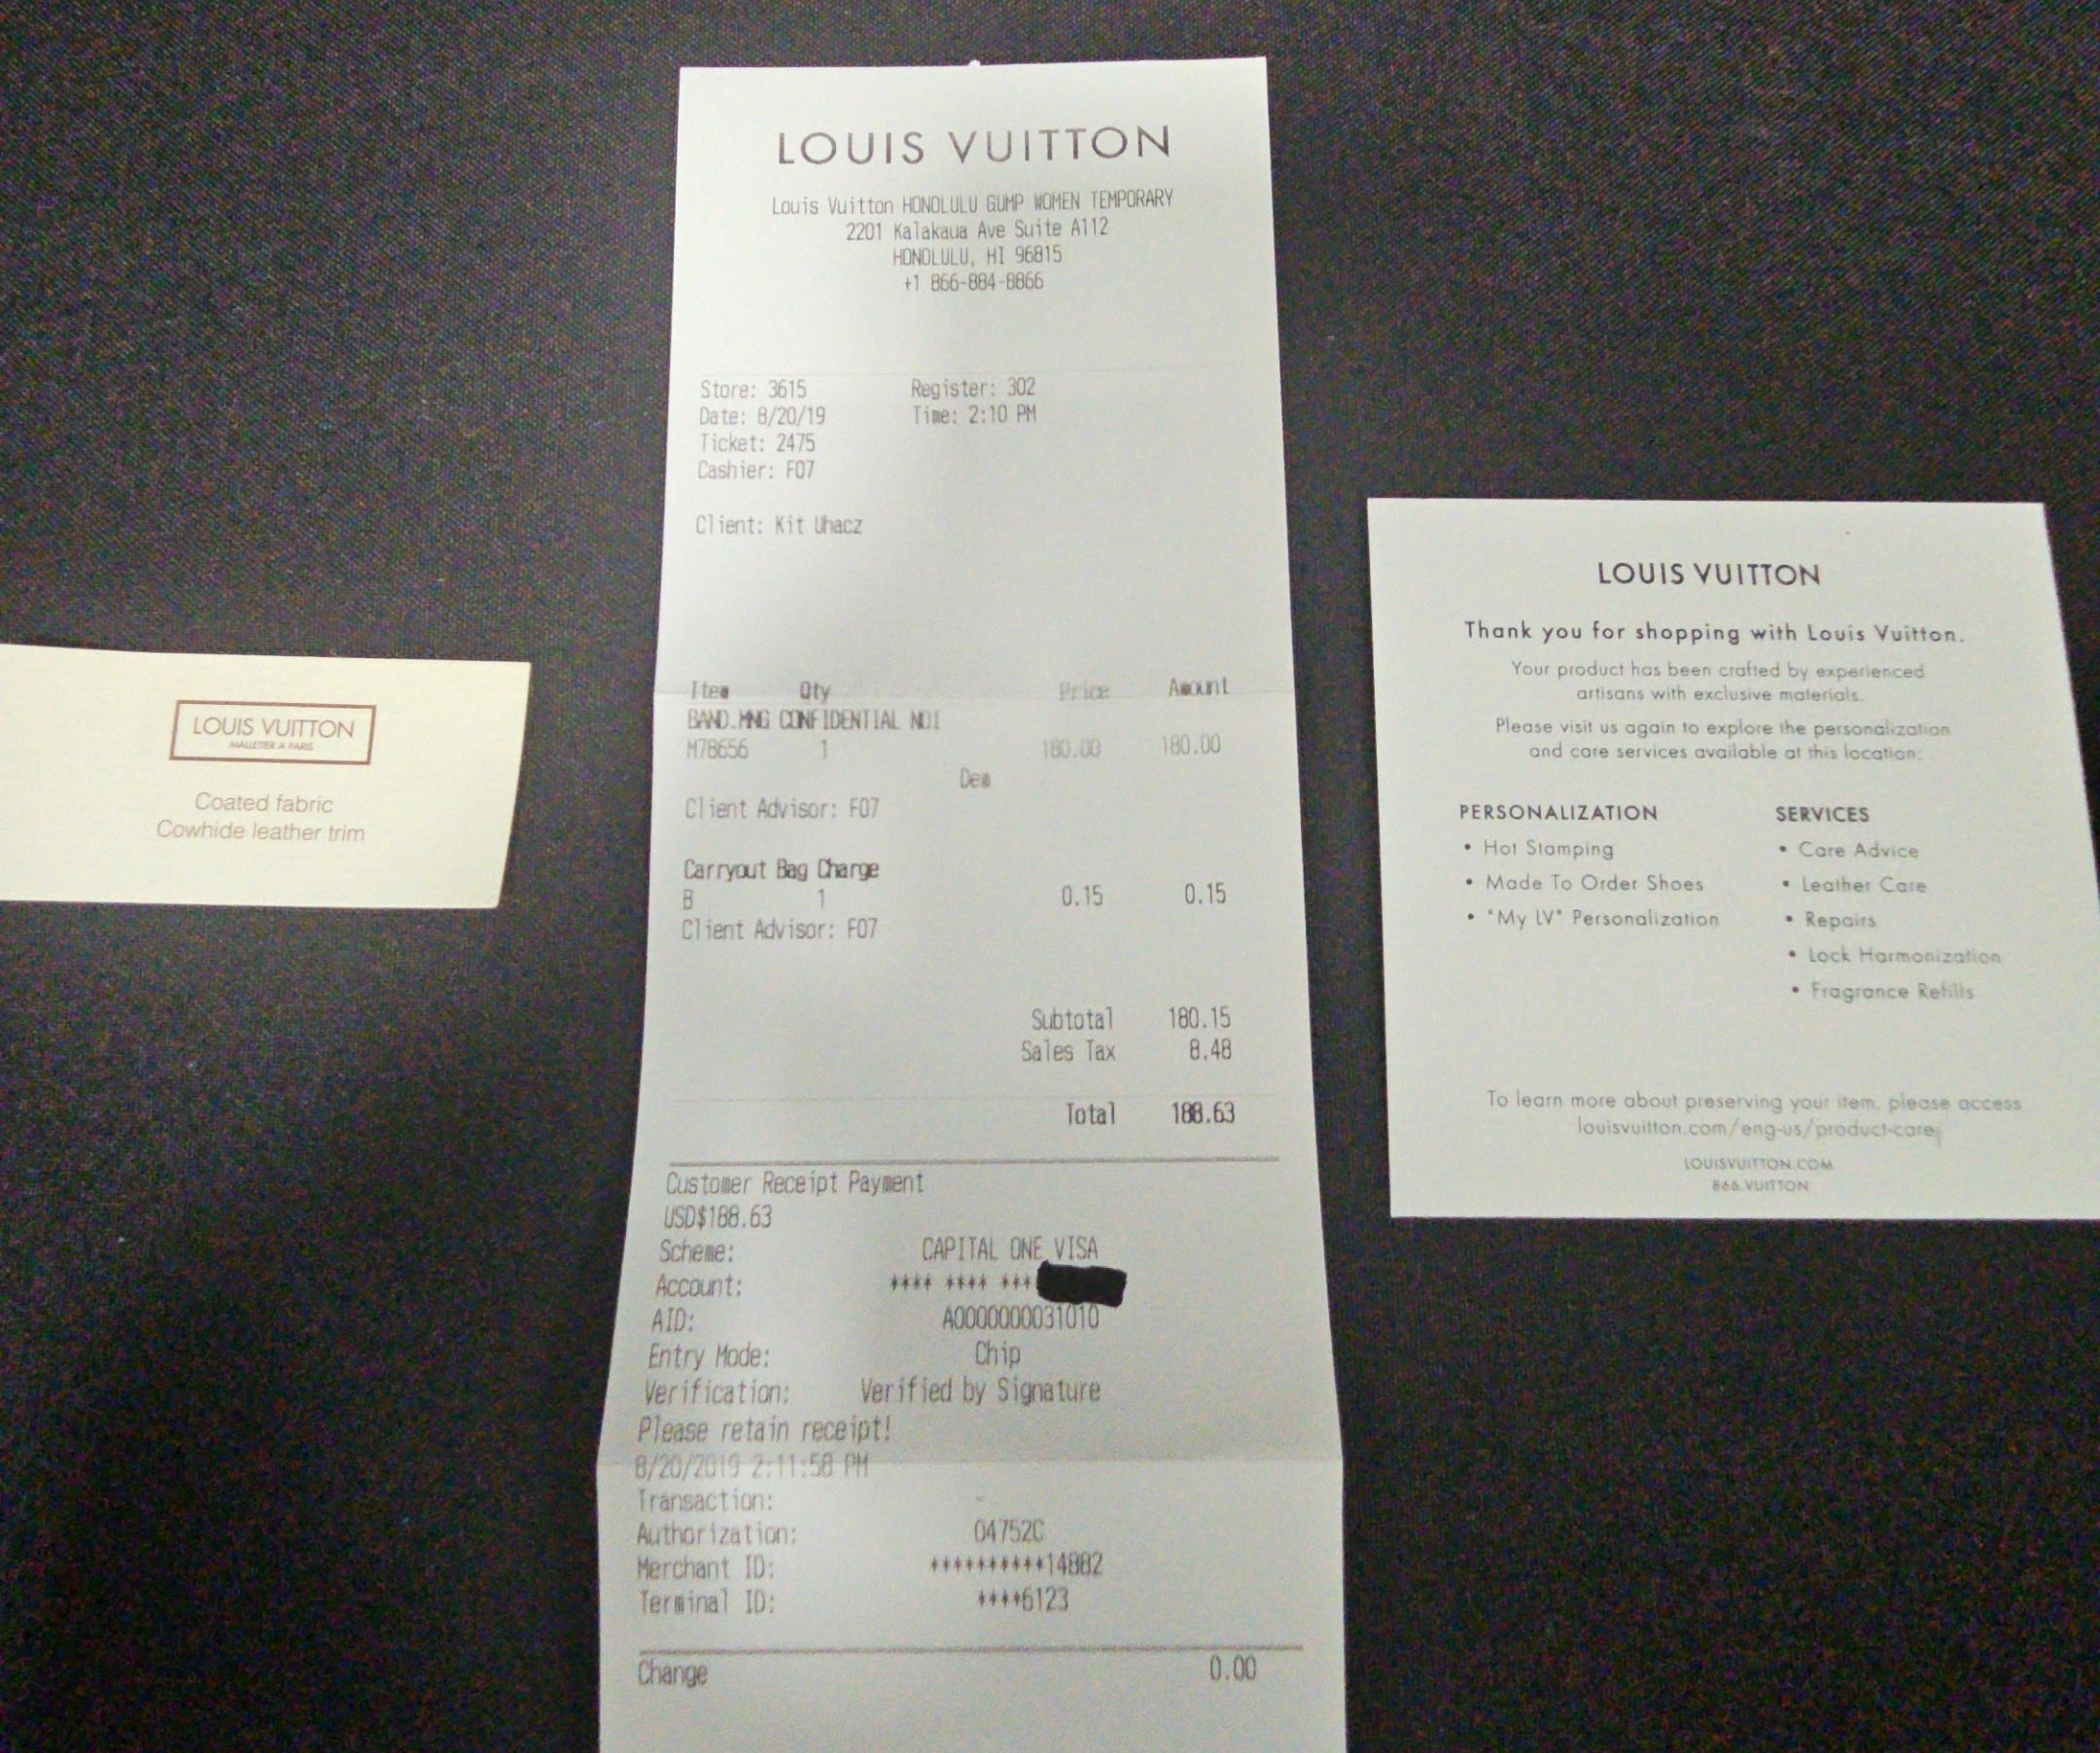 LOUIS VUITTON
MALLETIER A PARIS
Coated fabric
Cowhide leather trim
LOUIS VUITTON
Louis Vuitton HONOLULU GUMP WOMEN TEMPORARY
2201 Kalakaua Ave Suite A112
HONOLULU, HI 96815
+1 866-884-8866
Store: 3615 Register: 302
Date: 8/20/19 Time: 2:10 PM
Ticket: 2475
Cashier: F07
Client: Kit Uhacz
Item Qty Price Amount
BAND.MNG CONFIDENTIAL NOI
M78656 1 180.00 180.00
Dem
Client Advisor: F07
Carryout Bag Charge
B 1 0.15 0.15
Client Advisor: F07
Subtotal 180.15
Sales Tax 8.48
Total 188.63
Customer Receipt Payment
USD$188.63
Scheme: CAPITAL ONE VISA
Account: **** **** ***
AID: A0000000031010
Entry Mode: Chip
Verification: Verified by Signature
Please retain receipt!
8/20/2019 2:11:58 PM
Transaction:
Authorization: 04752C
Merchant ID: **********14882
Terminal ID: ****6123
Change 0.00
LOUIS VUITTON
Thank you for shopping with Louis Vuitton.
Your product has been crafted by experienced
artisans with exclusive materials.
Please visit us again to explore the personalization
and care services available at this location:
PERSONALIZATION
• Hot Stamping
• Made To Order Shoes
• "My LV" Personalization
SERVICES
• Care Advice
• Leather Care
• Repairs
• Lock Harmonization
• Fragrance Refills
To learn more about preserving your item, please access
louisvuitton.com/eng-us/product-care
LOUISVUITTON.COM
866.VUITTON